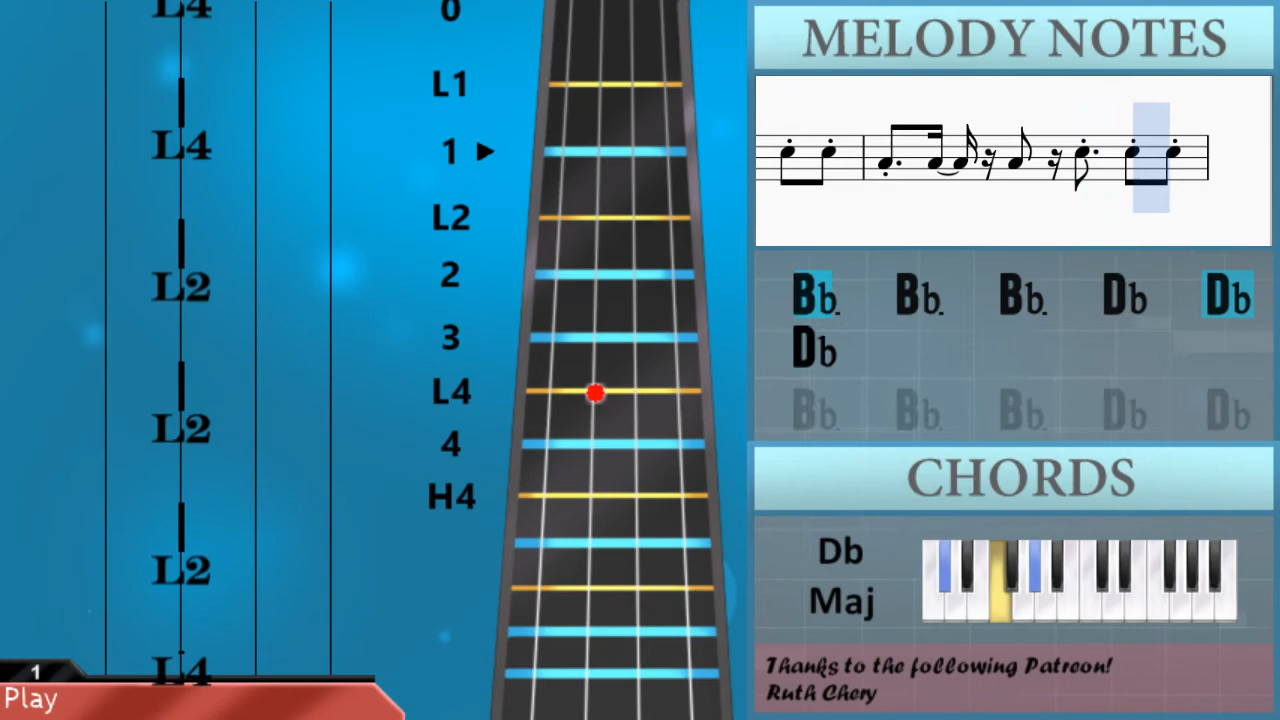 L4
L4
L2
L2
L2
L4
1
Play
0
L1
1
L2
2
3
L4
4
H4
MELODY NOTES
Bb. Bb. Bb. Db Db
Db
Bb. Bb. Bb. Db Db
CHORDS
Db
Maj
Thanks to the following Patreon!
Ruth Chery